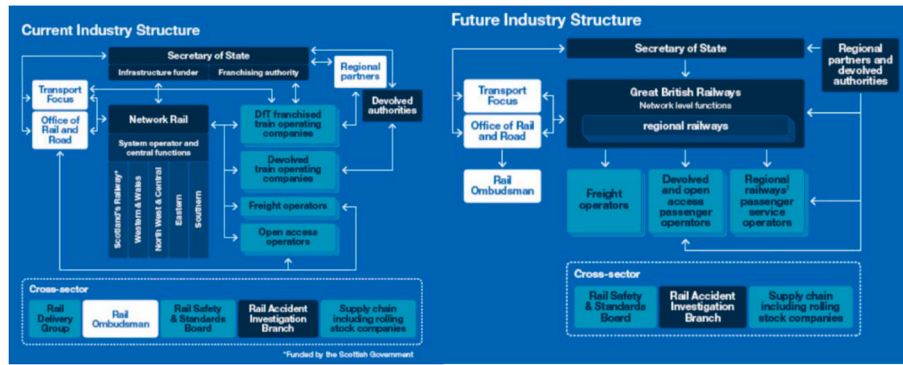 Current Industry Structure
Secretary of State
Infrastructure funder
Franchising authority
Regional
partners
Devolved
authorities
Transport
Focus
Office of
Rail and
Road
Network Rail
System operator and
central functions
Scotland's Railway*
Western & Wales
North West & Central
Eastern
Southern
DfT franchised
train operating
companies
Devolved
train operating
companies
Freight operators
Open access
operators
Cross-sector
Rail
Delivery
Group
Rail
Ombudsman
Rail Safety
& Standards
Board
Rail Accident
Investigation
Branch
Supply chain
including rolling
stock companies
*Funded by the Scottish Government
Future Industry Structure
Secretary of State
Regional
partners and
devolved
authorities
Transport
Focus
Office of Rail
and Road
Rail
Ombudsman
Great British Railways
Network level functions
regional railways
Freight
operators
Devolved
and open
access
passenger
operators
Regional
railways'
passenger
service
operators
Cross-sector
Rail Safety
& Standards
Board
Rail Accident
Investigation
Branch
Supply chain
including rolling
stock companies